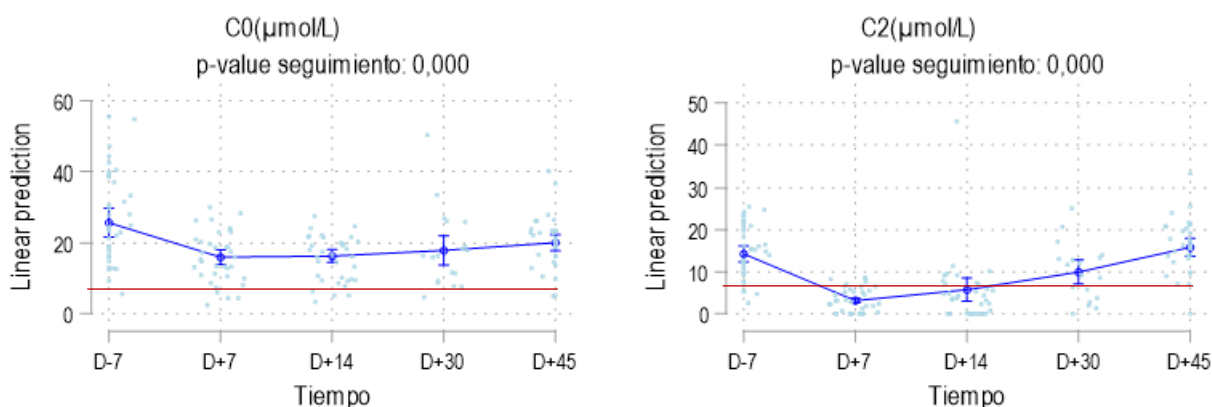 C0(µmol/L)
p-value seguimiento: 0,000
Linear prediction
60
40
20
0
D-7
D+7
D+14
D+30
D+45
Tiempo
C2(µmol/L)
p-value seguimiento: 0,000
Linear prediction
50
40
30
20
10
0
D-7
D+7
D+14
D+30
D+45
Tiempo